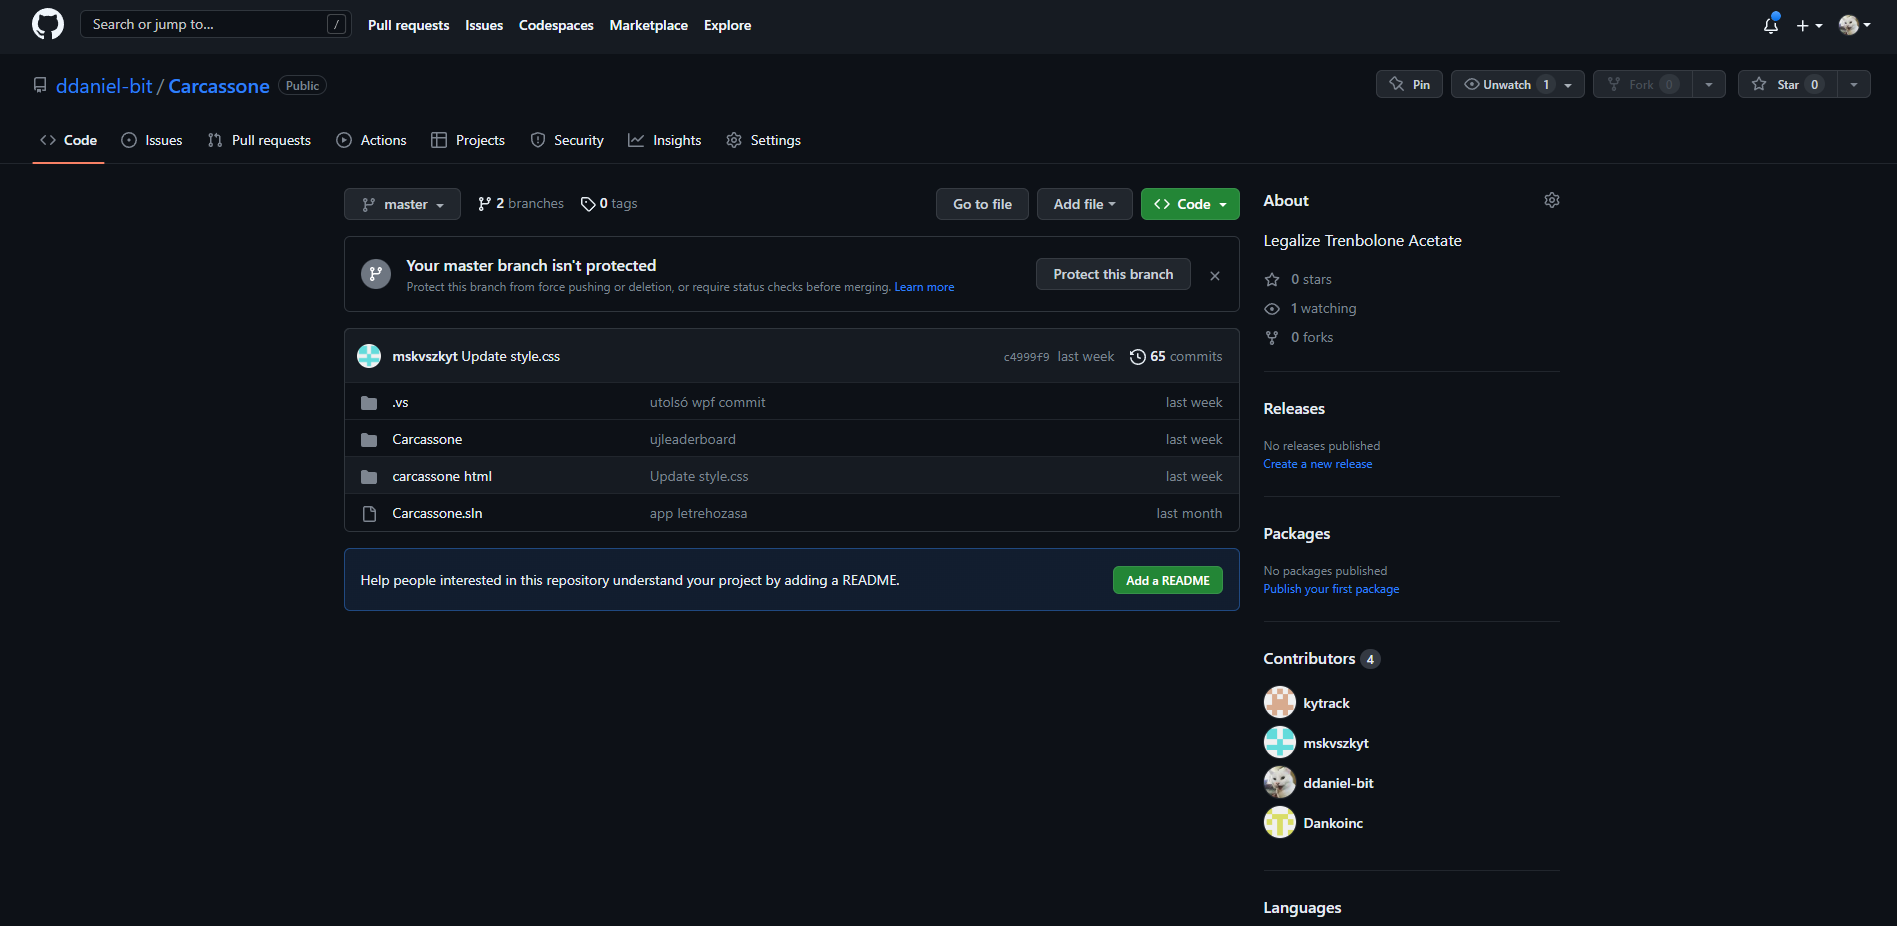 Search or jump to... /
Pull requests Issues Codespaces Marketplace Explore
ddaniel-bit / Carcassone Public
Pin Unwatch 1 Fork 0 Star 0
Code Issues Pull requests Actions Projects Security Insights Settings
master 2 branches 0 tags Go to file Add file Code
Your master branch isn't protected
Protect this branch from force pushing or deletion, or require status checks before merging. Learn more
Protect this branch
mskvszkyt Update style.css c4999f9 last week 65 commits
.vs utolsó wpf commit last week
Carcassone ujleaderboard last week
carcassone html Update style.css last week
Carcassone.sln app letrehozasa last month
Help people interested in this repository understand your project by adding a README. Add a README
About
Legalize Trenbolone Acetate
0 stars
1 watching
0 forks
Releases
No releases published
Create a new release
Packages
No packages published
Publish your first package
Contributors 4
kytrack
mskvszkyt
ddaniel-bit
Dankoinc
Languages